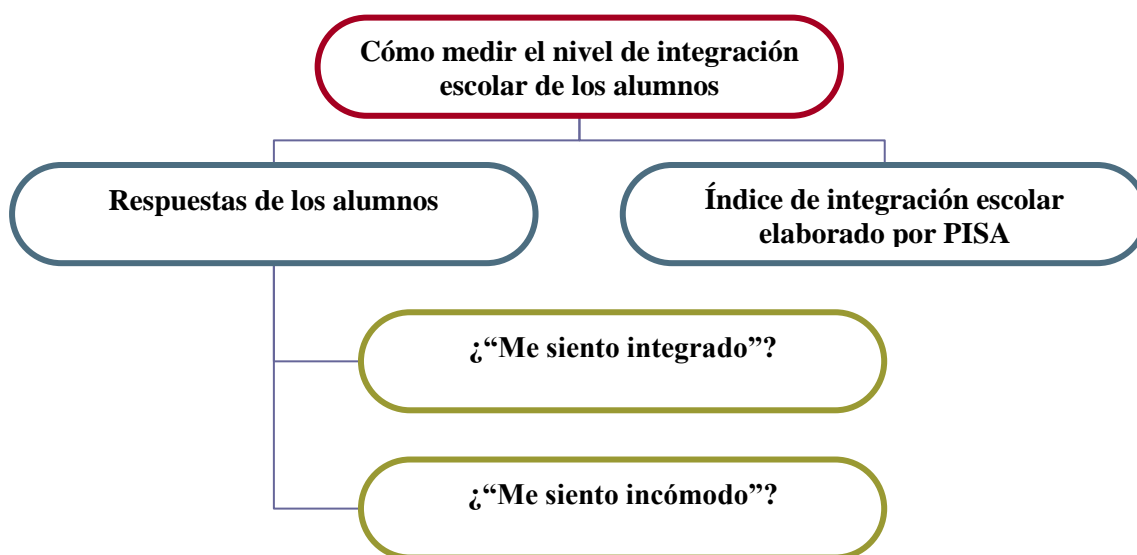 Cómo medir el nivel de integración
escolar de los alumnos
Respuestas de los alumnos
Índice de integración escolar
elaborado por PISA
¿“Me siento integrado”?
¿“Me siento incómodo”?